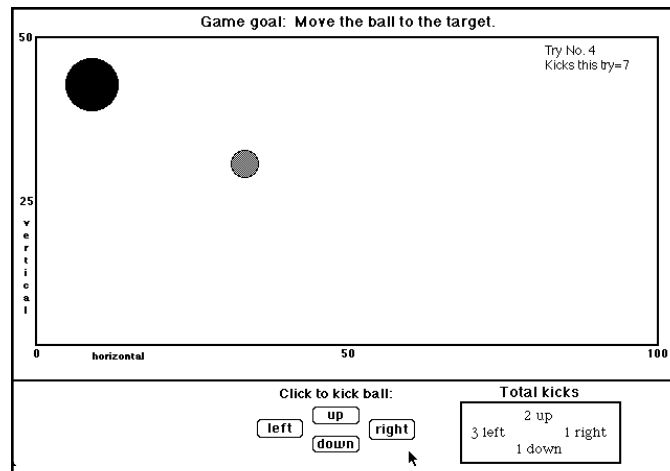 Game goal: Move the ball to the target.
50
Try No. 4
Kicks this try=7
25
vertical
0
horizontal
50
100
Click to kick ball:
Total kicks
up
2 up
left
right
3 left
1 right
down
1 down